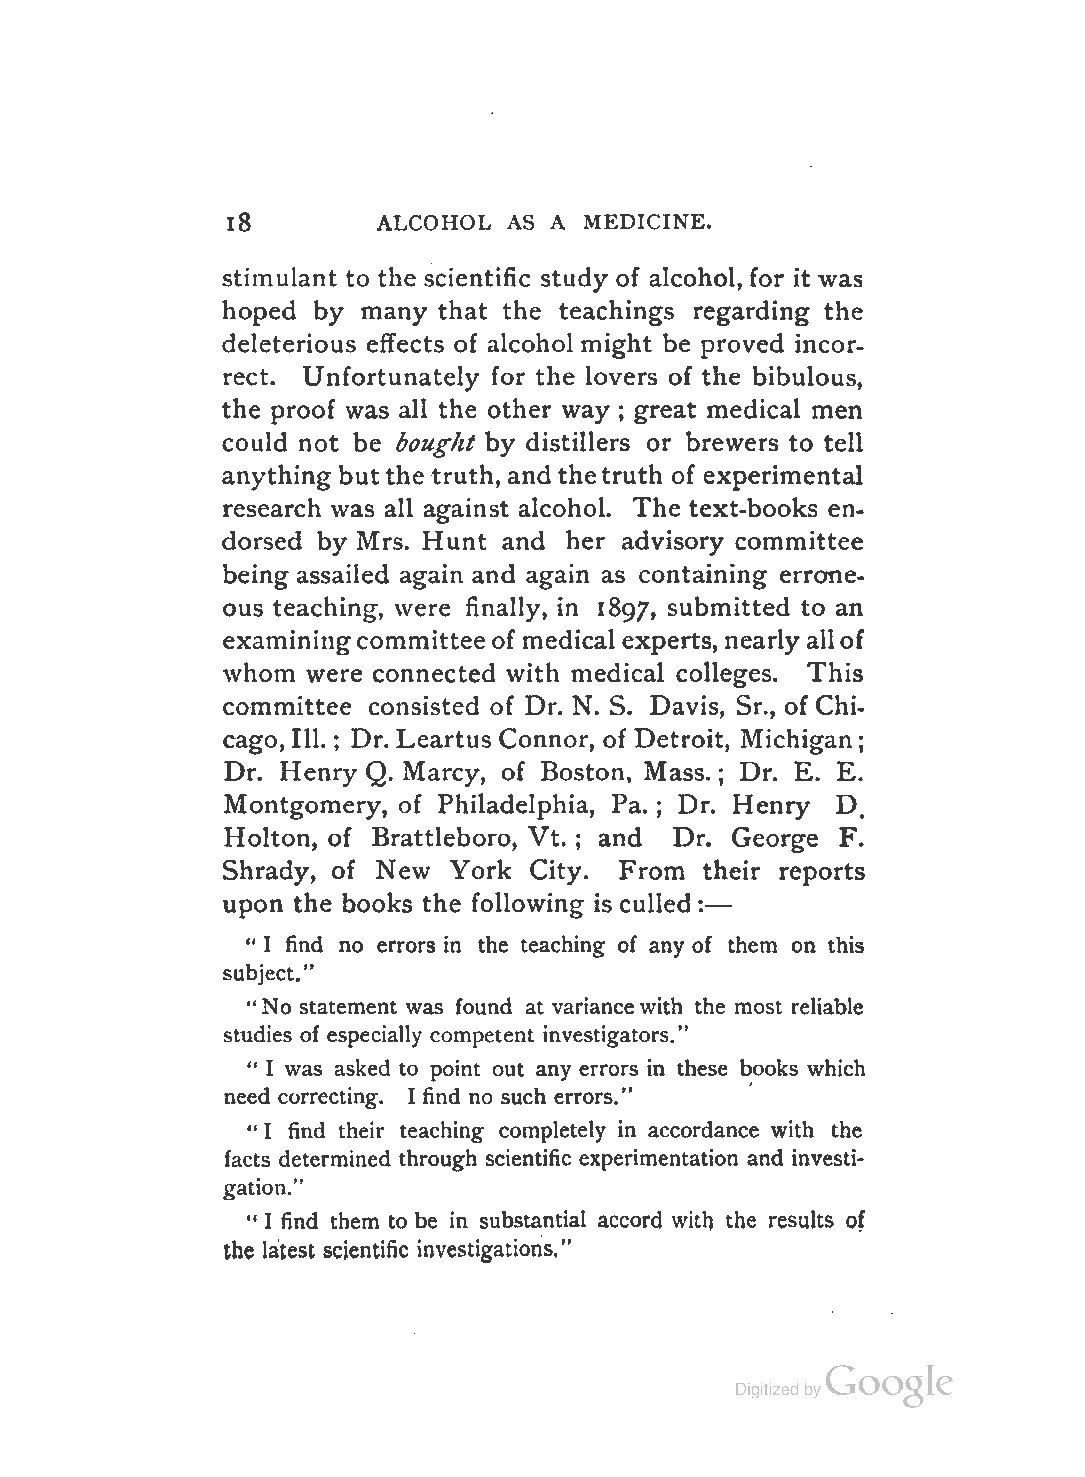 18 ALCOHOL AS A MEDICINE.
stimulant to the scientific study of alcohol, for it was
hoped by many that the teachings regarding the
deleterious effects of alcohol might be proved incor-
rect. Unfortunately for the lovers of the bibulous,
the proof was all the other way ; great medical men
could not be bought by distillers or brewers to tell
anything but the truth, and the truth of experimental
research was all against alcohol. The text-books en-
dorsed by Mrs. Hunt and her advisory committee
being assailed again and again as containing errone-
ous teaching, were finally, in 1897, submitted to an
examining committee of medical experts, nearly all of
whom were connected with medical colleges. This
committee consisted of Dr. N. S. Davis, Sr., of Chi-
cago, Ill. ; Dr. Leartus Connor, of Detroit, Michigan ;
Dr. Henry Q. Marcy, of Boston, Mass. ; Dr. E. E.
Montgomery, of Philadelphia, Pa. ; Dr. Henry D.
Holton, of Brattleboro, Vt. ; and Dr. George F.
Shrady, of New York City. From their reports
upon the books the following is culled :—
“ I find no errors in the teaching of any of them on this
subject.”
“ No statement was found at variance with the most reliable
studies of especially competent investigators.”
“ I was asked to point out any errors in these books which
need correcting. I find no such errors.”
“ I find their teaching completely in accordance with the
facts determined through scientific experimentation and investi-
gation.”
“ I find them to be in substantial accord with the results of
the latest scientific investigations.”
Digitized by Google